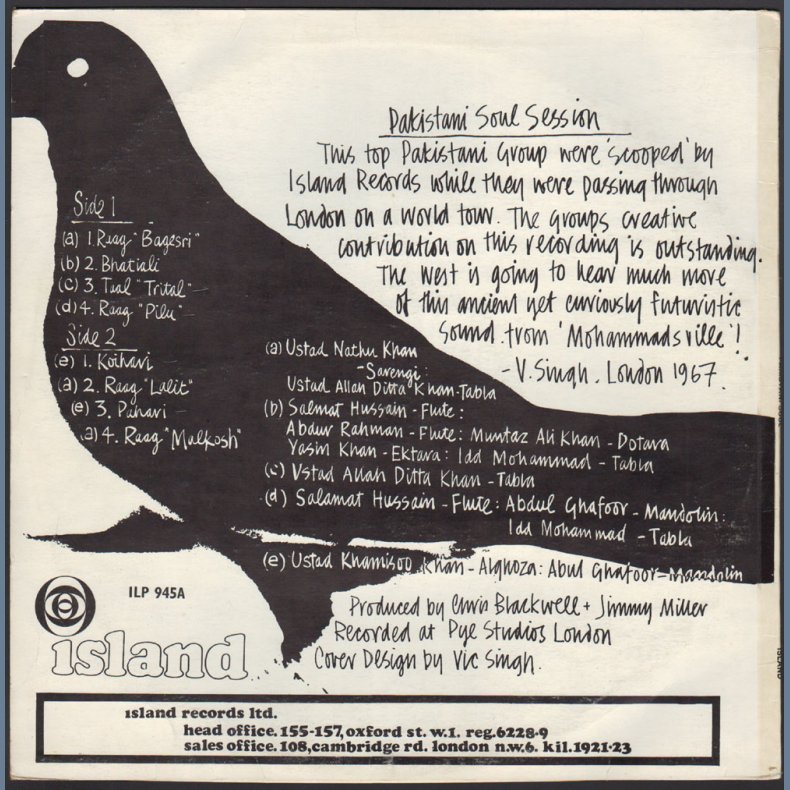 Pakistani Soul Session
This top Pakistani Group were 'scooped' by
Island Records while they were passing through
London on a world tour. The groups creative
contribution on this recording is outstanding.
The west is going to hear much more
of this ancient yet curiously futuristic
sound from 'Mohammadsville'!
- V. Singh. London 1967.
Side 1
(a) 1. Raag "Bagesri"
(b) 2. Bhatiali
(c) 3. Taal "Trital"
(d) 4. Raag "Pilu"
Side 2
(e) 1. Kohiari
(a) 2. Raag "Lalit"
(e) 3. Pahari
(a) 4. Raag "Malkosh"
(a) Ustad Nathu Khan
- Sarengi:
Ustad Allah Ditta Khan - Tabla
(b) Salmat Hussain - Flute:
Abdur Rahman - Flute: Mumtaz Ali Khan - Dotara
Yasin Khan - Ektara: Idd Mohammad - Tabla
(c) Ustad Allah Ditta Khan - Tabla
(d) Salamat Hussain - Flute: Abdul Ghafoor - Mandolin:
Idd Mohammad - Tabla
(e) Ustad Khamisoo Khan - Alghoza: Abul Ghafoor - Mandolin
Produced by Chris Blackwell + Jimmy Miller
Recorded at Pye Studios London
Cover Design by Vic Singh.
ILP 945A
island
island records ltd.
head office. 155-157, oxford st. w.1. reg. 6228-9
sales office. 108, cambridge rd. london n.w.6. kil. 1921-23
ISLAND